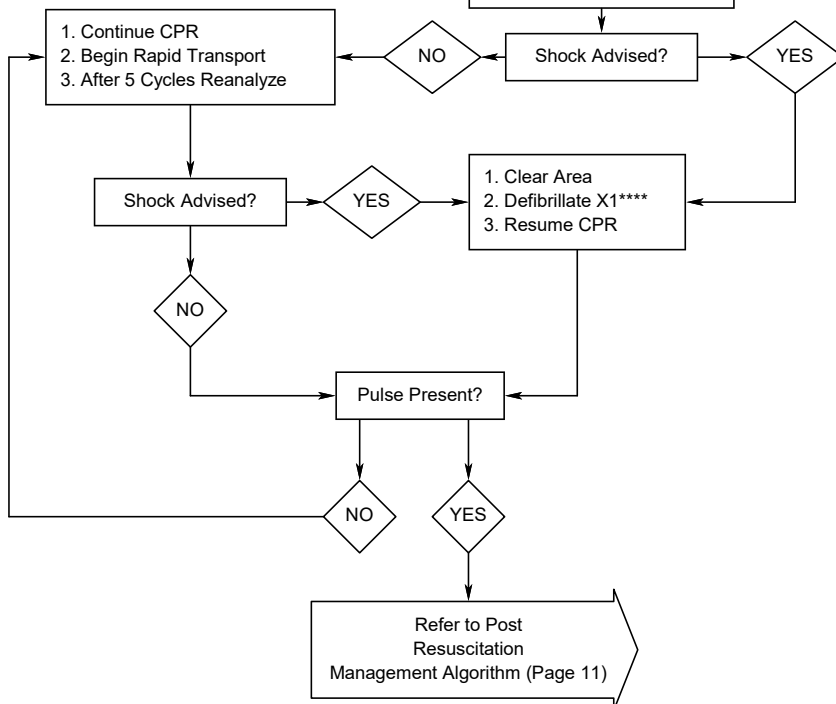 1. Continue CPR
2. Begin Rapid Transport
3. After 5 Cycles Reanalyze
NO
Shock Advised?
YES
Shock Advised?
YES
1. Clear Area
2. Defibrillate X1****
3. Resume CPR
NO
Pulse Present?
NO
YES
Refer to Post
Resuscitation
Management Algorithm (Page 11)